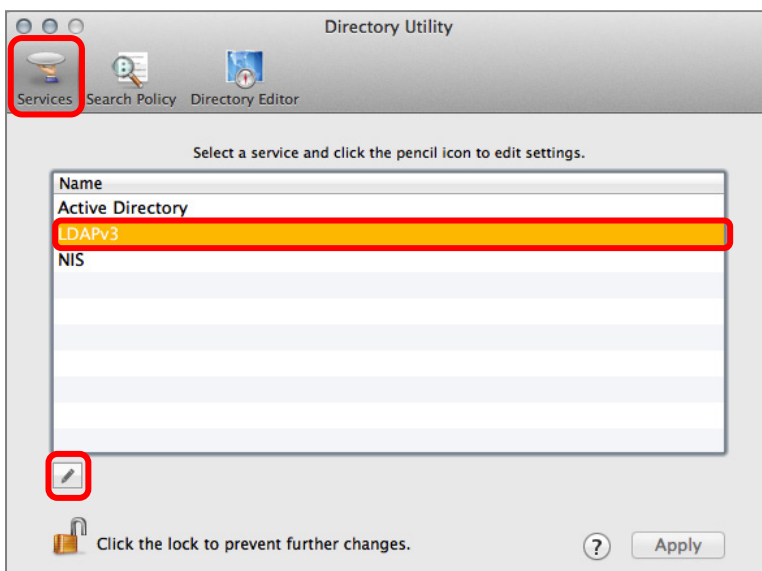 Directory Utility
Services Search Policy Directory Editor
Select a service and click the pencil icon to edit settings.
Name
Active Directory
LDAPv3
NIS
Click the lock to prevent further changes.
? Apply